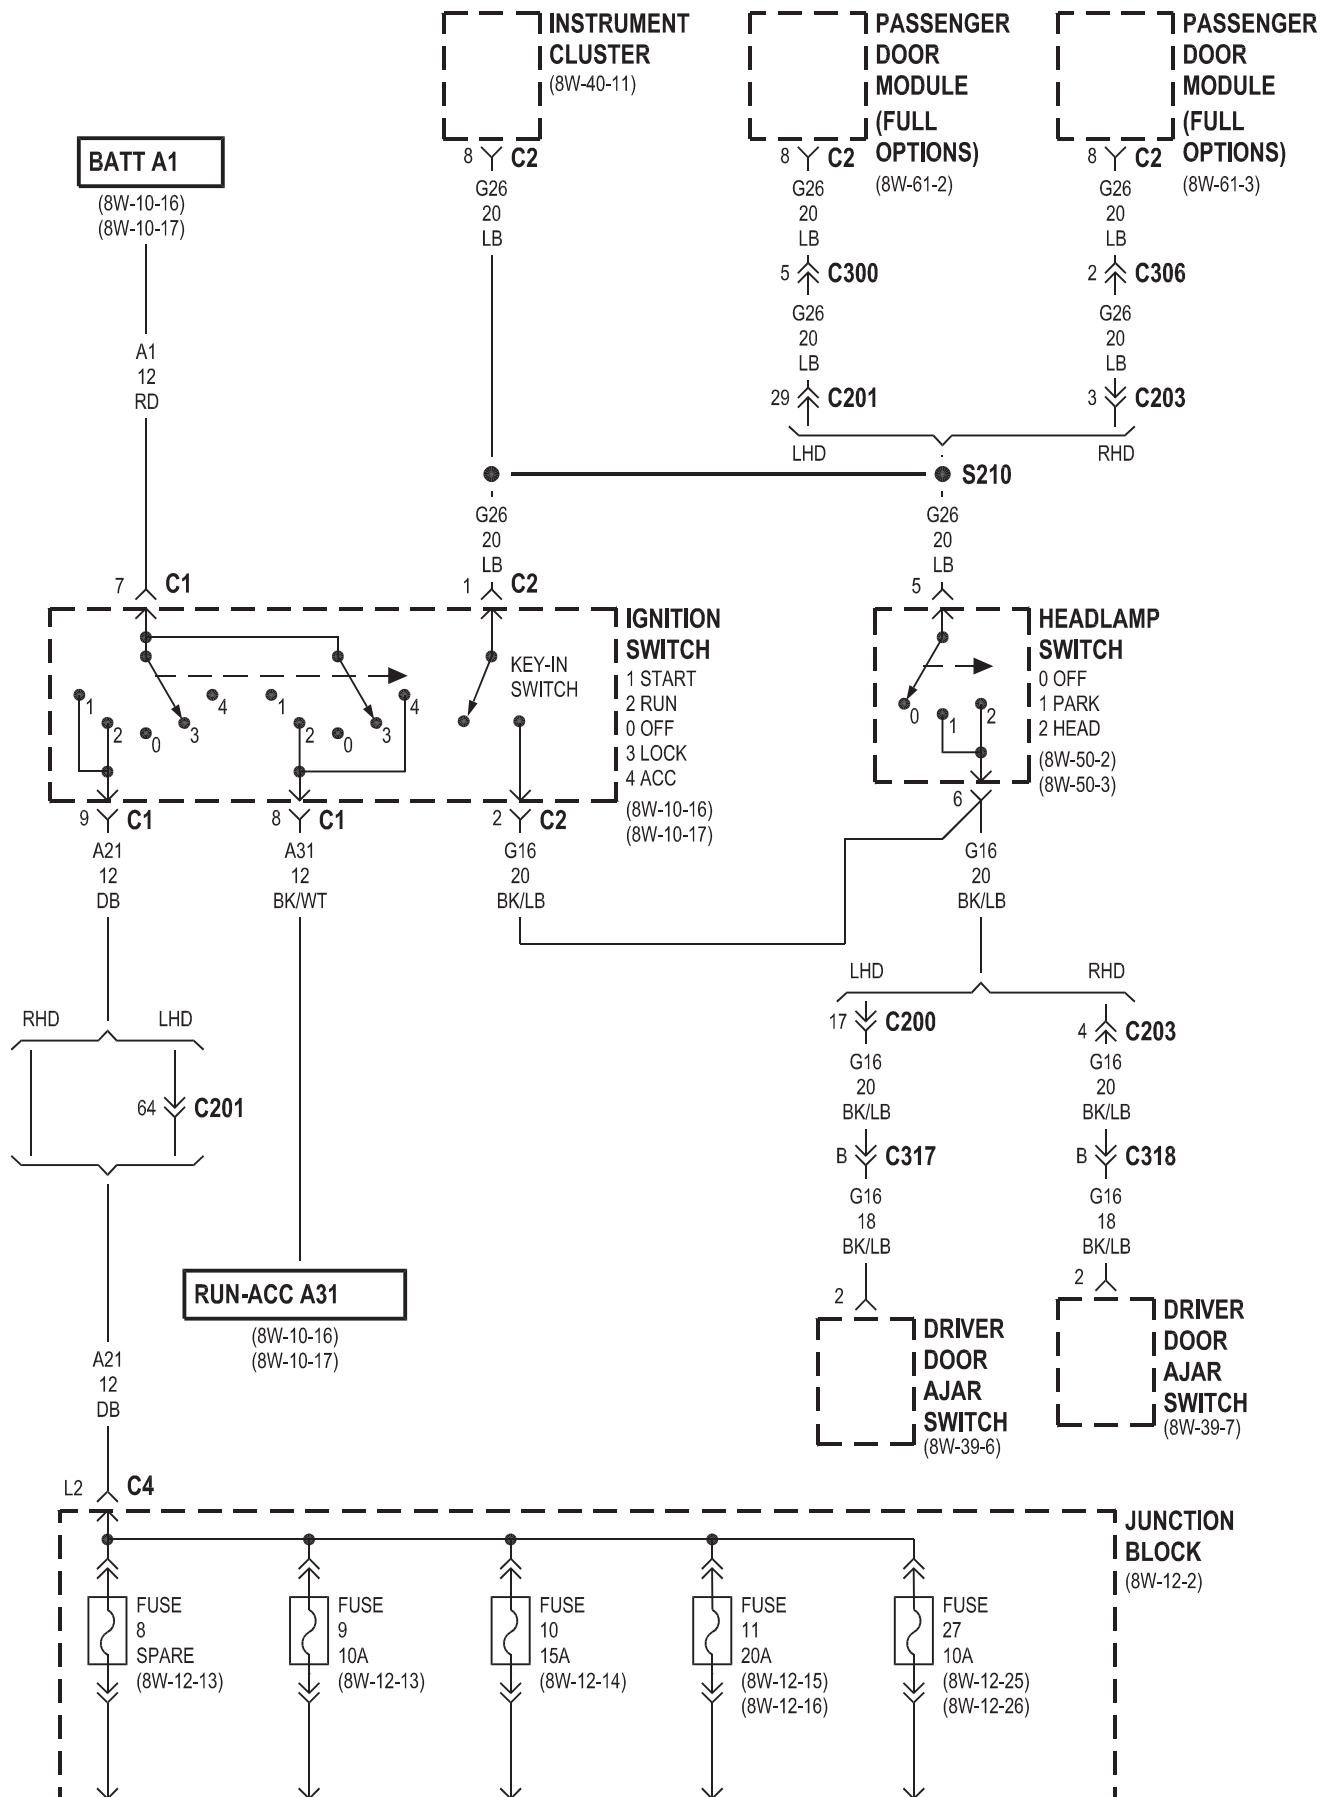 INSTRUMENT
CLUSTER
(8W-40-11)
PASSENGER
DOOR
MODULE
(FULL
OPTIONS)
(8W-61-2)
PASSENGER
DOOR
MODULE
(FULL
OPTIONS)
(8W-61-3)
BATT A1
(8W-10-16)
(8W-10-17)
8 C2
G26
20
LB
8 C2
G26
20
LB
8 C2
G26
20
LB
5 C300
G26
20
LB
2 C306
G26
20
LB
A1
12
RD
29 C201
LHD
3 C203
RHD
S210
G26
20
LB
G26
20
LB
7 C1
1 C2
5
IGNITION
SWITCH
1 START
2 RUN
0 OFF
3 LOCK
4 ACC
(8W-10-16)
(8W-10-17)
KEY-IN
SWITCH
1
2
0
3
4
1
2
0
3
4
HEADLAMP
SWITCH
0 OFF
1 PARK
2 HEAD
(8W-50-2)
(8W-50-3)
0
1
2
9 C1
A21
12
DB
8 C1
A31
12
BK/WT
2 C2
G16
20
BK/LB
6
G16
20
BK/LB
RHD
LHD
64 C201
LHD
RHD
17 C200
G16
20
BK/LB
4 C203
G16
20
BK/LB
B C317
G16
18
BK/LB
B C318
G16
18
BK/LB
RUN-ACC A31
(8W-10-16)
(8W-10-17)
2
DRIVER
DOOR
AJAR
SWITCH
(8W-39-6)
2
DRIVER
DOOR
AJAR
SWITCH
(8W-39-7)
A21
12
DB
L2 C4
JUNCTION
BLOCK
(8W-12-2)
FUSE
8
SPARE
(8W-12-13)
FUSE
9
10A
(8W-12-13)
FUSE
10
15A
(8W-12-14)
FUSE
11
20A
(8W-12-15)
(8W-12-16)
FUSE
27
10A
(8W-12-25)
(8W-12-26)